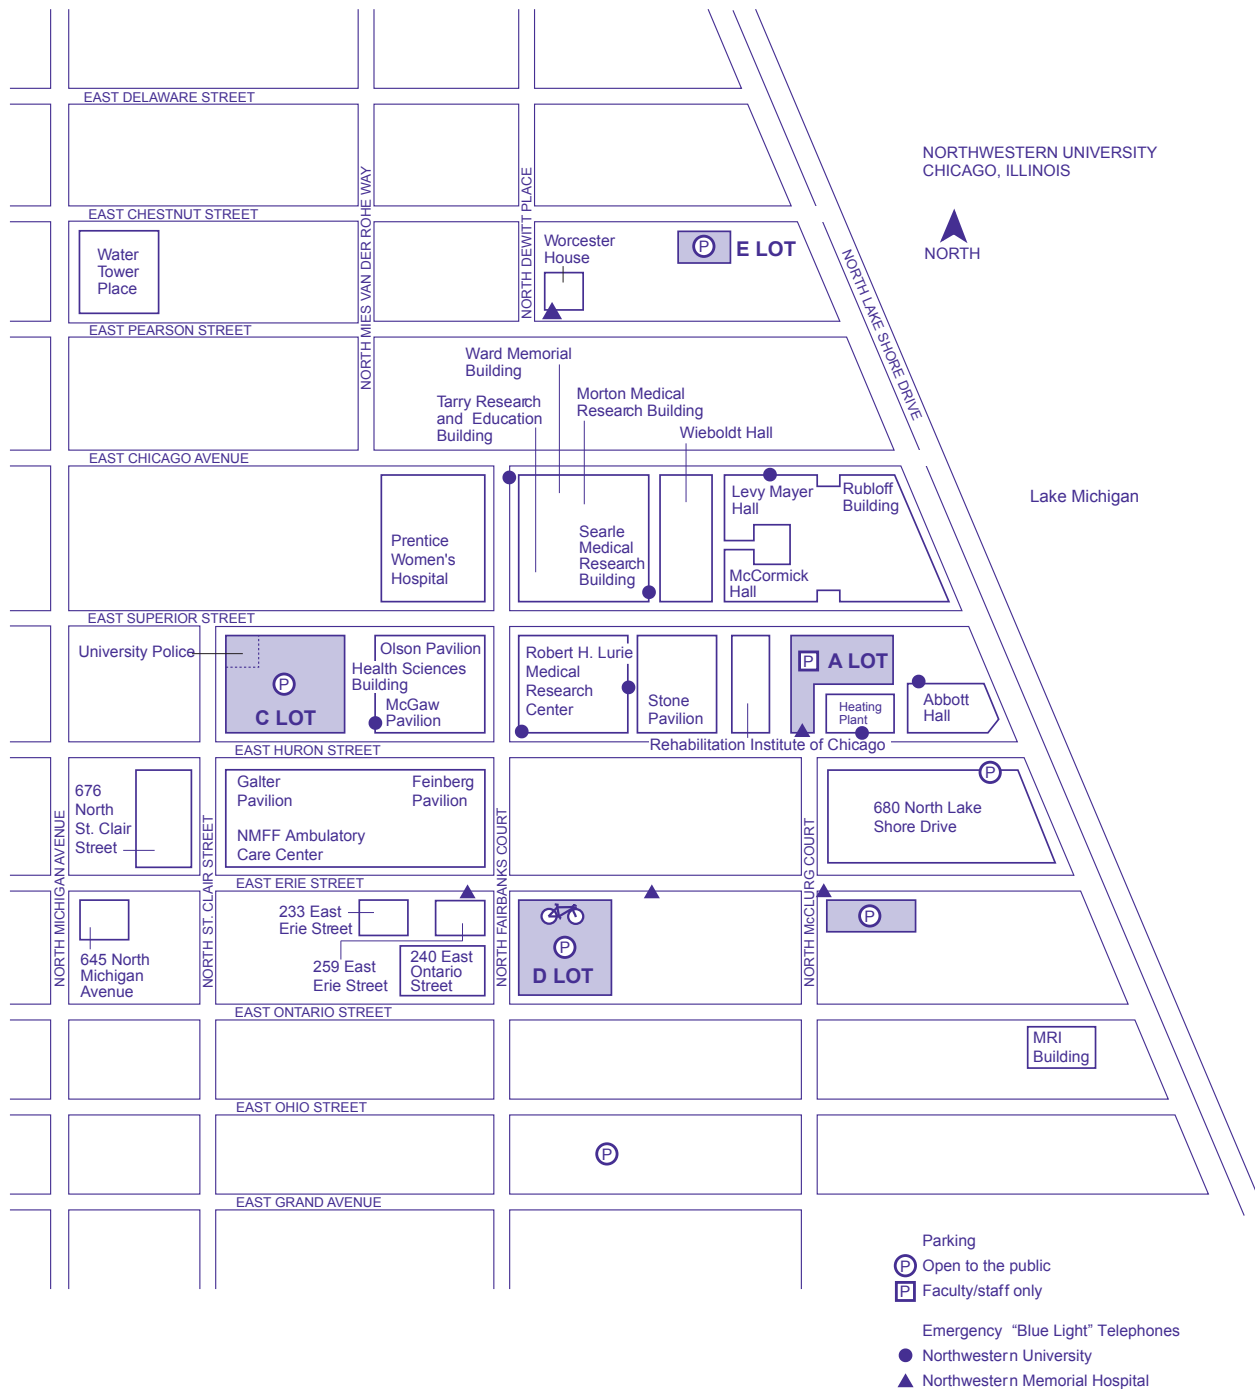 EAST DELAWARE STREET
NORTHWESTERN UNIVERSITY
CHICAGO, ILLINOIS
NORTH
EAST CHESTNUT STREET
NORTH MIES VAN DER ROHE WAY
NORTH DEWITT PLACE
Water
Tower
Place
Worcester
House
P
E LOT
NORTH LAKE SHORE DRIVE
EAST PEARSON STREET
Ward Memorial
Building
Tarry Research
and Education
Building
Morton Medical
Research Building
Wieboldt Hall
EAST CHICAGO AVENUE
Lake Michigan
Prentice
Women's
Hospital
Searle
Medical
Research
Building
Levy Mayer
Hall
Rubloff
Building
McCormick
Hall
EAST SUPERIOR STREET
University Police
P
C LOT
Olson Pavilion
Health Sciences
Building
McGaw
Pavilion
Robert H. Lurie
Medical
Research
Center
Stone
Pavilion
P
A LOT
Heating
Plant
Abbott
Hall
Rehabilitation Institute of Chicago
EAST HURON STREET
676
North
St. Clair
Street
Galter
Pavilion
Feinberg
Pavilion
NMFF Ambulatory
Care Center
P
680 North Lake
Shore Drive
NORTH MICHIGAN AVENUE
NORTH ST. CLAIR STREET
NORTH FAIRBANKS COURT
NORTH McCLURG COURT
EAST ERIE STREET
645 North
Michigan
Avenue
233 East
Erie Street
259 East
Erie Street
240 East
Ontario
Street
P
D LOT
P
EAST ONTARIO STREET
MRI
Building
EAST OHIO STREET
P
EAST GRAND AVENUE
Parking
P Open to the public
P Faculty/staff only
Emergency “Blue Light” Telephones
Northwestern University
Northwestern Memorial Hospital